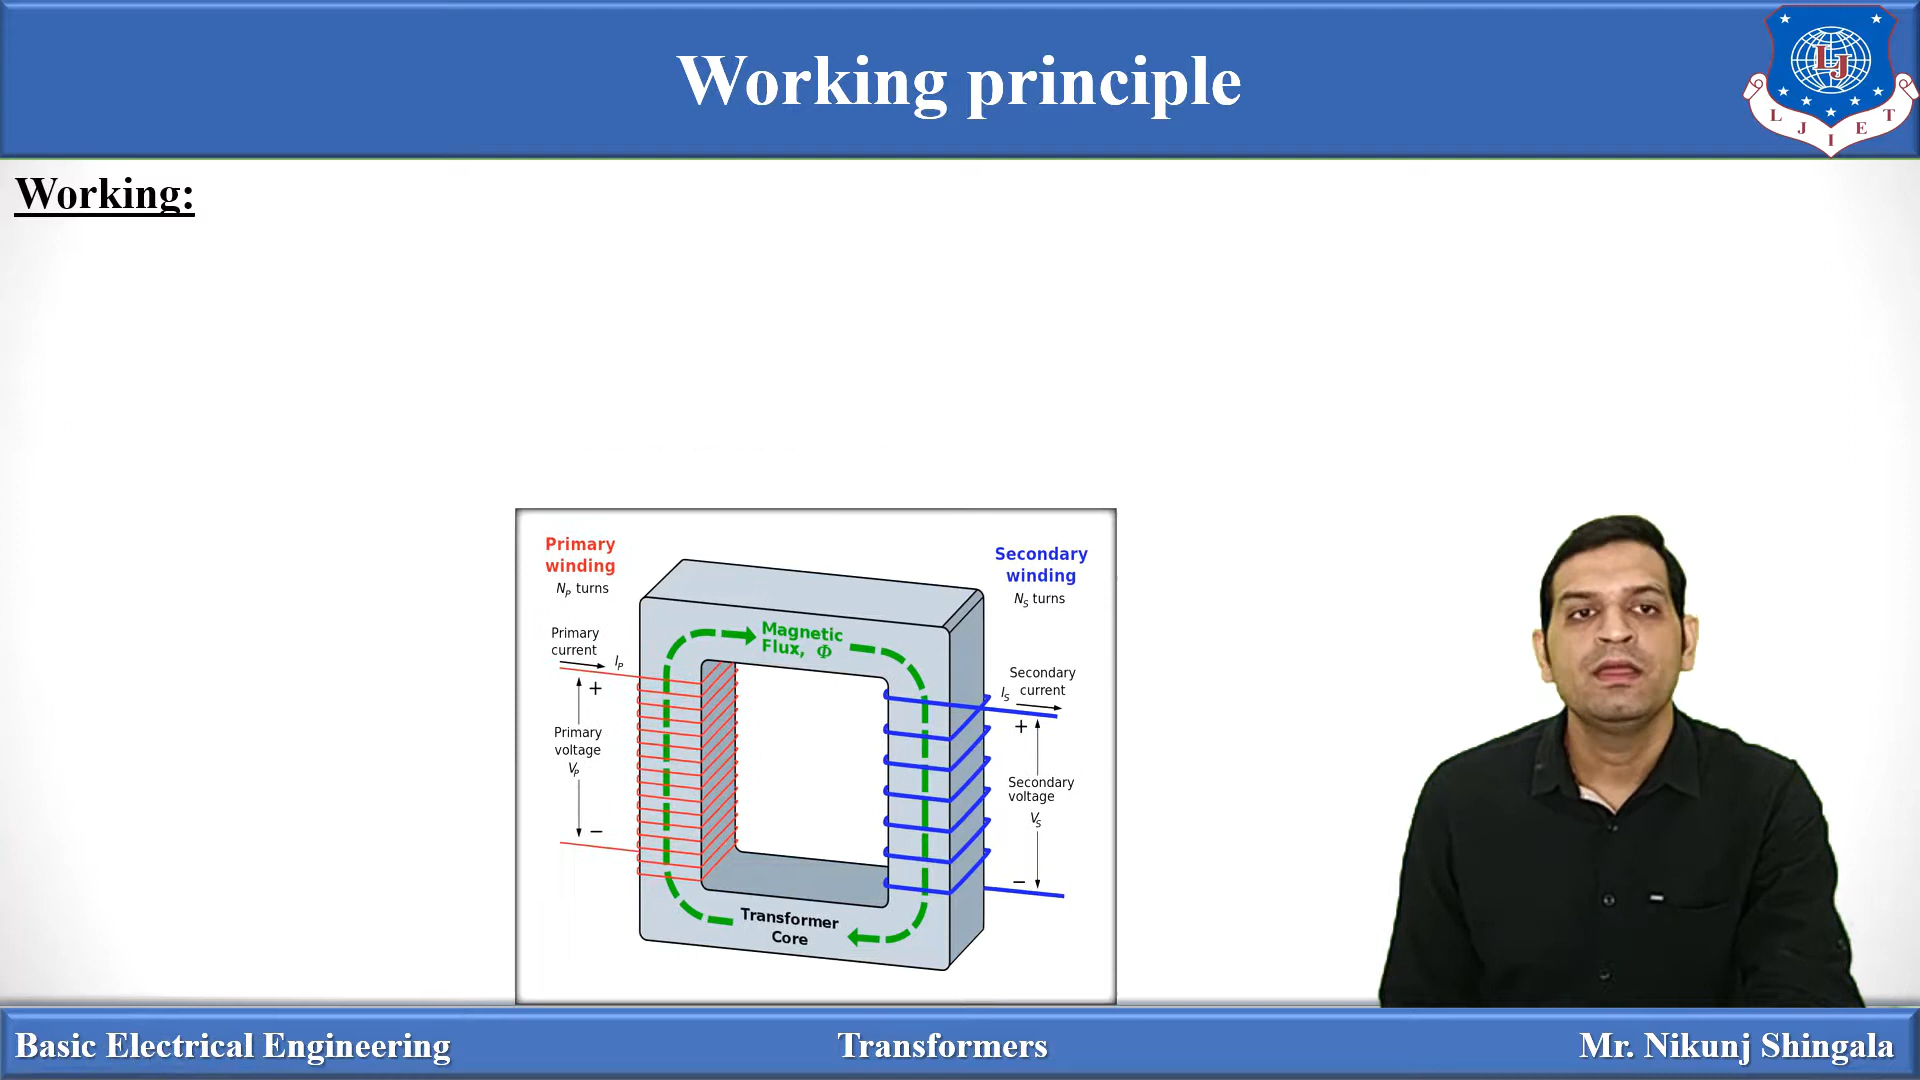 Working principle
LJ
L J I E T
Working:
Primary
winding
Np turns
Secondary
winding
Ns turns
Magnetic
Flux, Φ
Primary
current
Ip
+
Secondary
current
Is
+
Primary
voltage
Vp
−
Secondary
voltage
Vs
−
Transformer
Core
Basic Electrical Engineering
Transformers
Mr. Nikunj Shingala